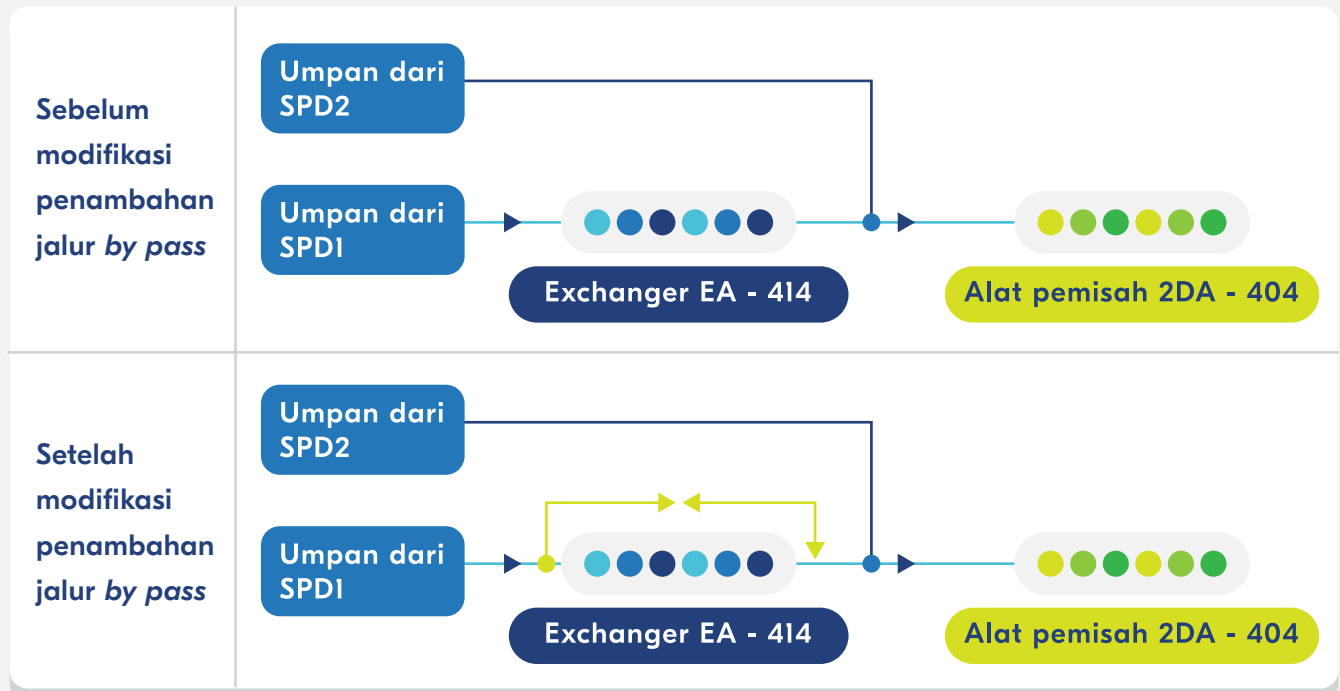 Sebelum
modifikasi
penambahan
jalur by pass
Umpan dari
SPD2
Umpan dari
SPD1
Exchanger EA - 414
Alat pemisah 2DA - 404
Setelah
modifikasi
penambahan
jalur by pass
Umpan dari
SPD2
Umpan dari
SPD1
Exchanger EA - 414
Alat pemisah 2DA - 404